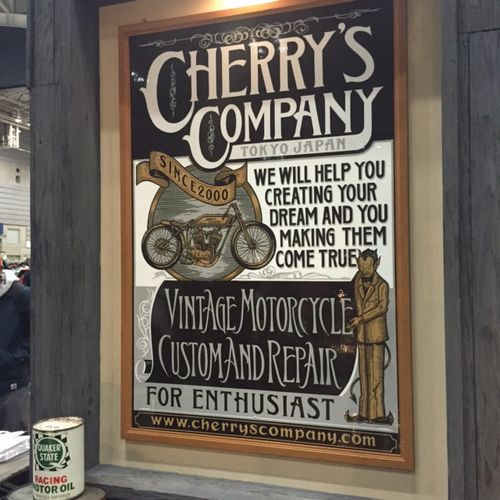 CHERRY'S
COMPANY
TOKYO JAPAN
SINCE 2000
WE WILL HELP YOU
CREATING YOUR
DREAM AND YOU
MAKING THEM
COME TRUE!
VINTAGE MOTORCYCLE
CUSTOM AND REPAIR
FOR ENTHUSIAST
www.cherryscompany.com
QUAKER
STATE
RACING
MOTOR OIL